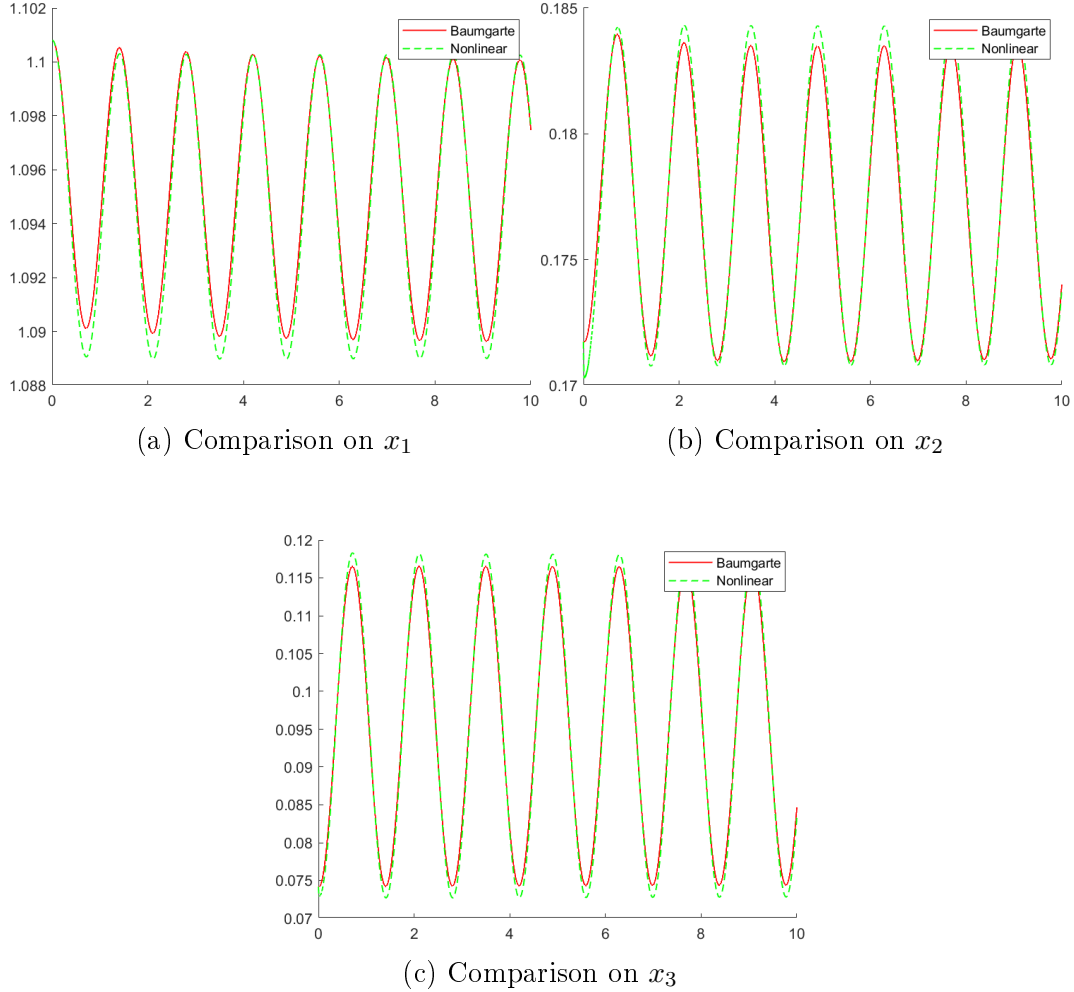 1.102
1.1
1.098
1.096
1.094
1.092
1.09
1.088
0 2 4 6 8 10
Baumgarte
Nonlinear
(a) Comparison on x₁
0.185
0.18
0.175
0.17
0 2 4 6 8 10
Baumgarte
Nonlinear
(b) Comparison on x₂
0.12
0.115
0.11
0.105
0.1
0.095
0.09
0.085
0.08
0.075
0.07
0 2 4 6 8 10
Baumgarte
Nonlinear
(c) Comparison on x₃